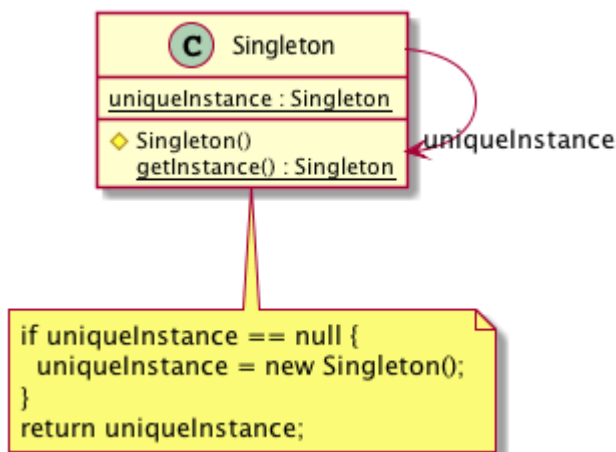 C Singleton
uniqueInstance : Singleton
Singleton()
getInstance() : Singleton
uniqueInstance
if uniqueInstance == null {
  uniqueInstance = new Singleton();
}
return uniqueInstance;